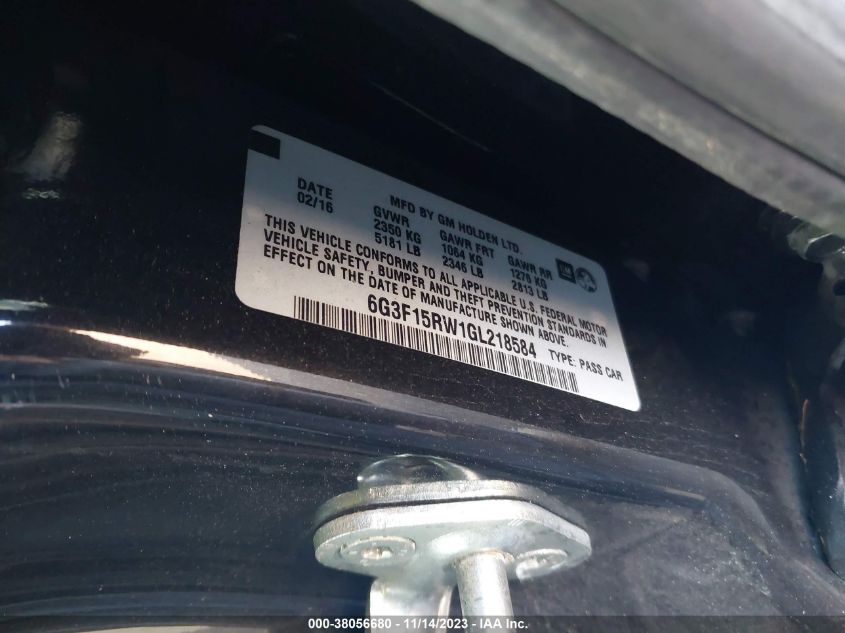 MFD BY GM HOLDEN LTD.
DATE GVWR GAWR FRT GAWR RR
02/16 2350 KG 1064 KG 1276 KG
5181 LB 2346 LB 2813 LB
THIS VEHICLE CONFORMS TO ALL APPLICABLE U.S. FEDERAL MOTOR
VEHICLE SAFETY, BUMPER AND THEFT PREVENTION STANDARDS IN
EFFECT ON THE DATE OF MANUFACTURE SHOWN ABOVE.
6G3F15RW1GL218584 TYPE: PASS CAR
GM
000-38056680 - 11/14/2023 - IAA Inc.